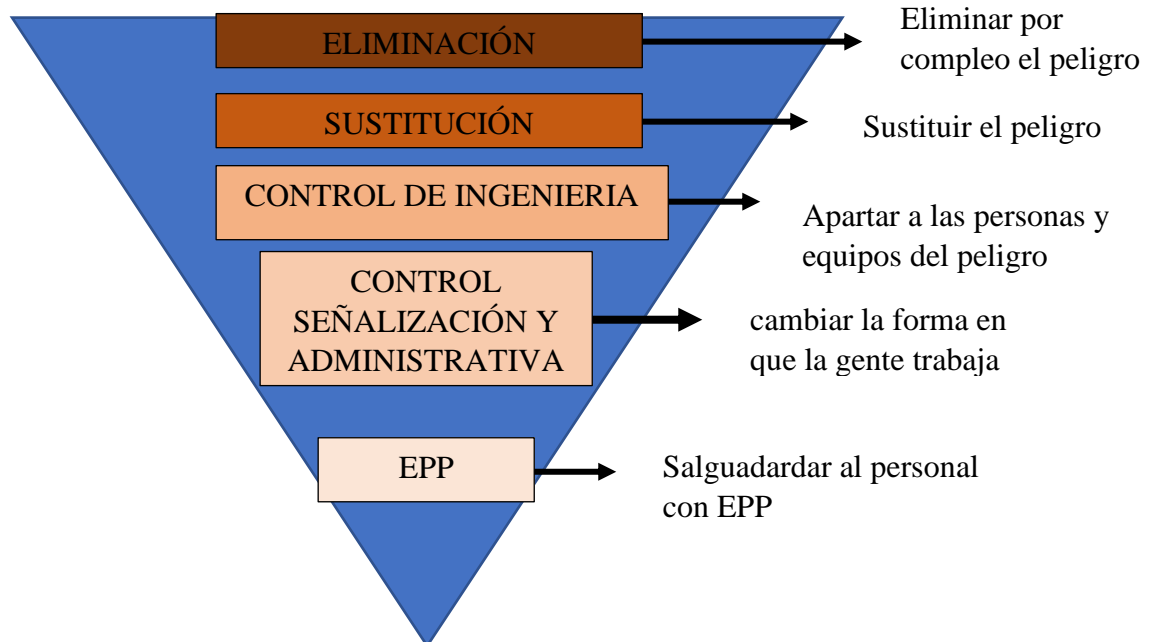 ELIMINACIÓN
Eliminar por
compleo el peligro
SUSTITUCIÓN
Sustituir el peligro
CONTROL DE INGENIERIA
Apartar a las personas y
equipos del peligro
CONTROL
SEÑALIZACIÓN Y
ADMINISTRATIVA
cambiar la forma en
que la gente trabaja
EPP
Salguadardar al personal
con EPP